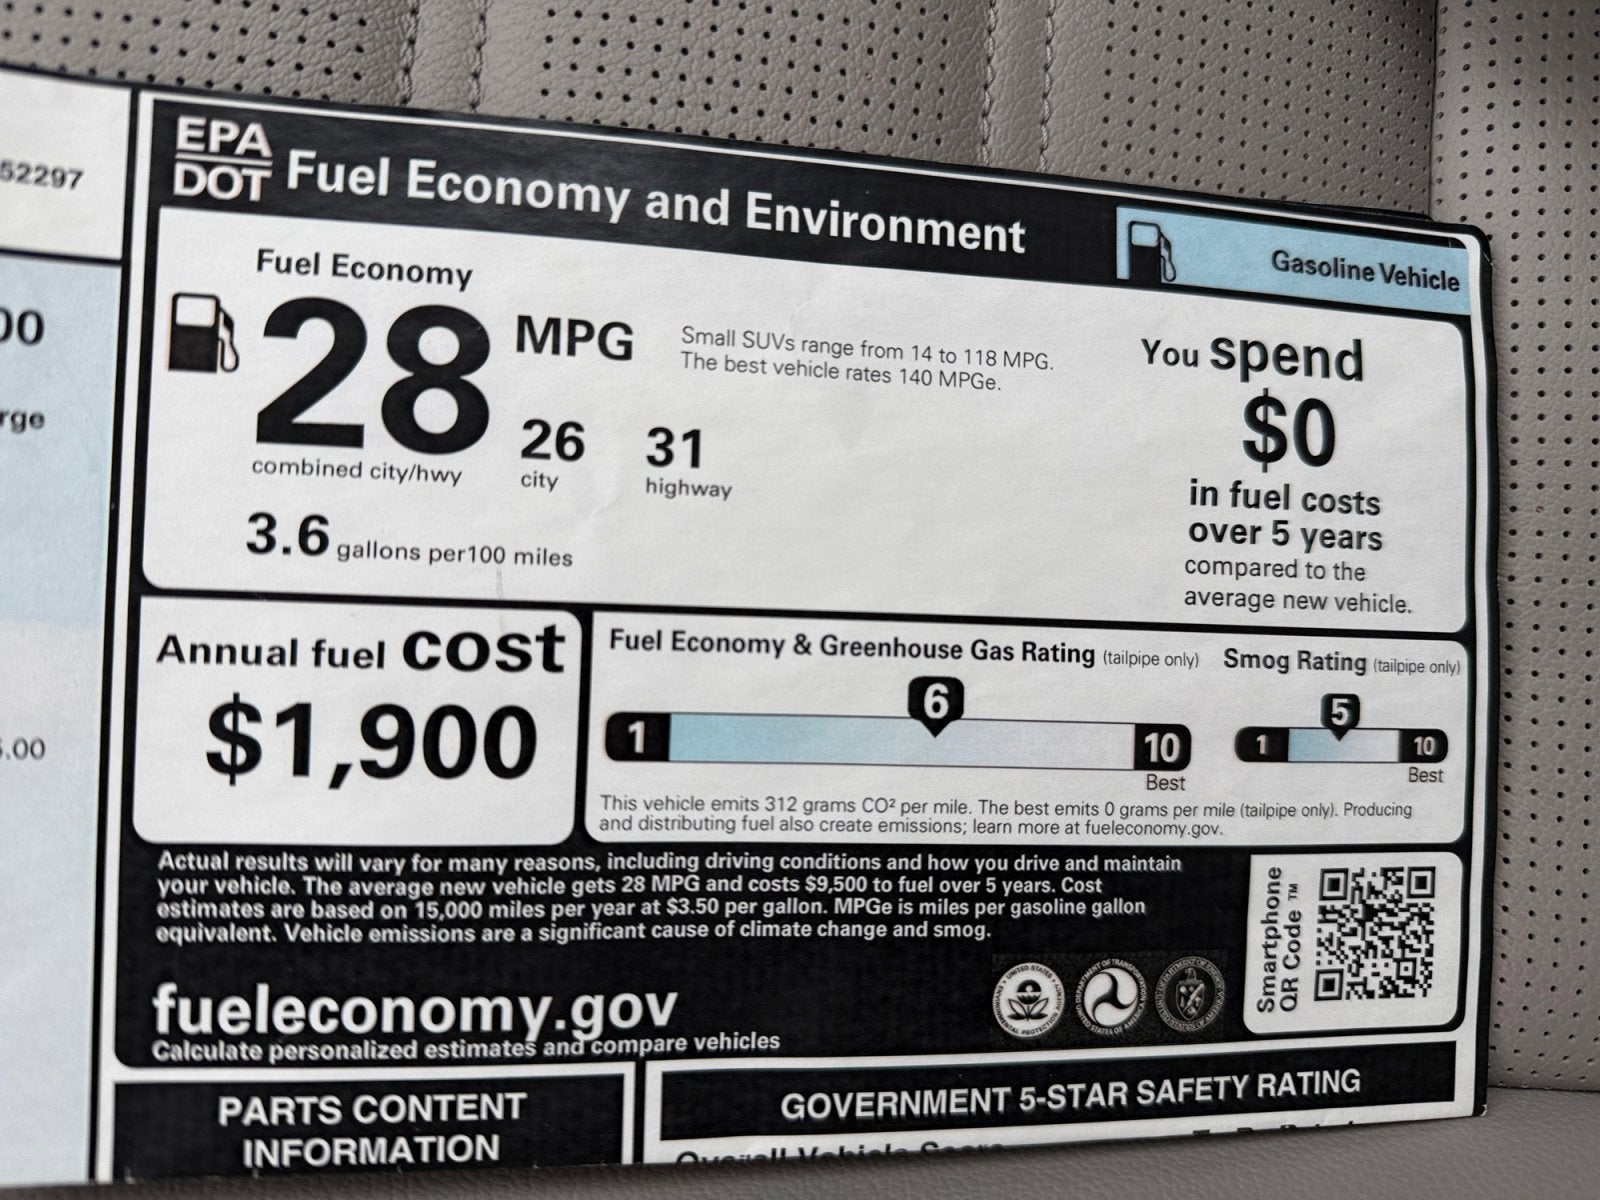 52297
00
rge
5.00
EPA
DOT
Fuel Economy and Environment
Gasoline Vehicle
Fuel Economy
28 MPG
Small SUVs range from 14 to 118 MPG.
The best vehicle rates 140 MPGe.
combined city/hwy
26
city
31
highway
3.6 gallons per100 miles
You spend
$0
in fuel costs
over 5 years
compared to the
average new vehicle.
Annual fuel cost
$1,900
Fuel Economy & Greenhouse Gas Rating (tailpipe only)
6
1
10
Best
Smog Rating (tailpipe only)
5
1
10
Best
This vehicle emits 312 grams CO² per mile. The best emits 0 grams per mile (tailpipe only). Producing
and distributing fuel also create emissions; learn more at fueleconomy.gov.
Actual results will vary for many reasons, including driving conditions and how you drive and maintain
your vehicle. The average new vehicle gets 28 MPG and costs $9,500 to fuel over 5 years. Cost
estimates are based on 15,000 miles per year at $3.50 per gallon. MPGe is miles per gasoline gallon
equivalent. Vehicle emissions are a significant cause of climate change and smog.
fueleconomy.gov
Calculate personalized estimates and compare vehicles
Smartphone
QR Code ™
PARTS CONTENT
INFORMATION
GOVERNMENT 5-STAR SAFETY RATING
Overall Vehicle Score